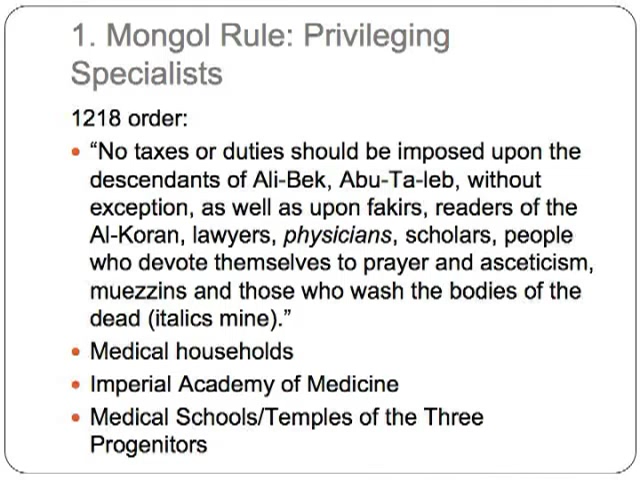 1. Mongol Rule: Privileging
Specialists
1218 order:
• “No taxes or duties should be imposed upon the
descendants of Ali-Bek, Abu-Ta-leb, without
exception, as well as upon fakirs, readers of the
Al-Koran, lawyers, physicians, scholars, people
who devote themselves to prayer and asceticism,
muezzins and those who wash the bodies of the
dead (italics mine).”
• Medical households
• Imperial Academy of Medicine
• Medical Schools/Temples of the Three
Progenitors